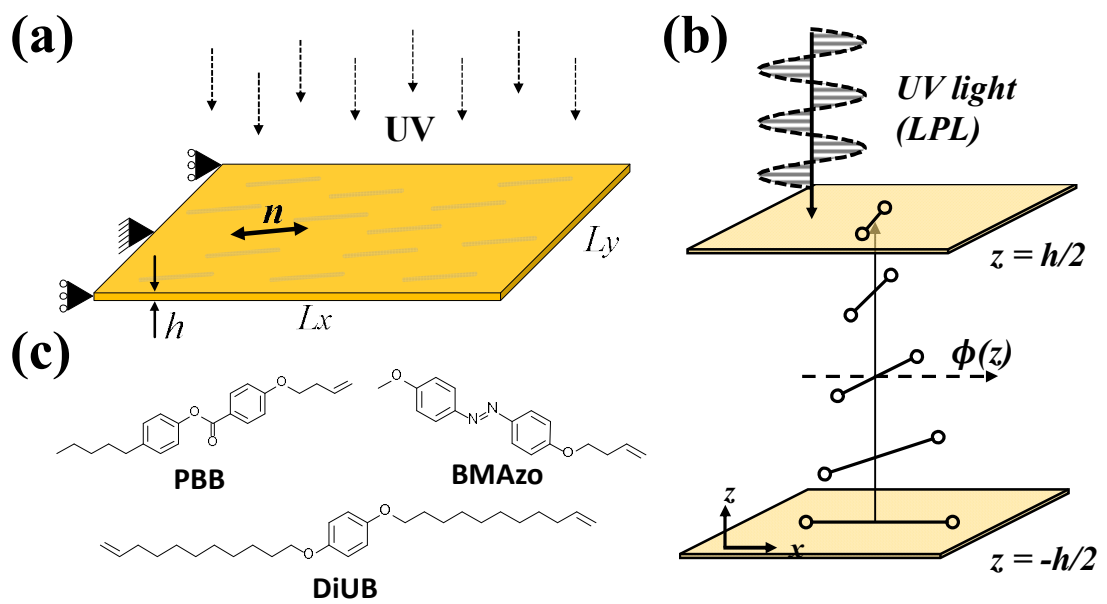 (a)
UV
n
Ly
h
Lx
(b)
UV light
(LPL)
z = h/2
ϕ(z)
z
x
z = -h/2
(c)
O
O
O
PBB
O
N
N
O
BMAzo
O
O
DiUB